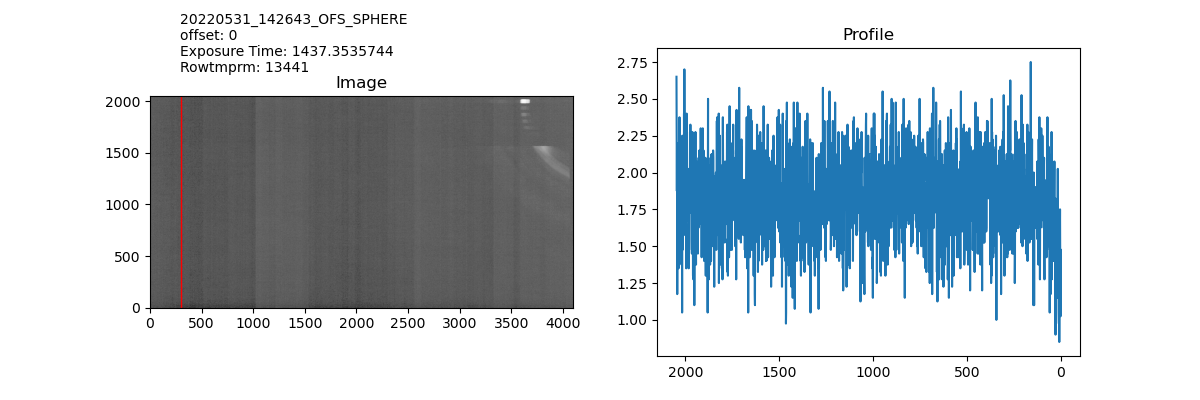 20220531_142643_OFS_SPHERE
offset: 0
Exposure Time: 1437.3535744
Rowtmprm: 13441
Image
2000
1500
1000
500
0
0 500 1000 1500 2000 2500 3000 3500 4000
Profile
2.75
2.50
2.25
2.00
1.75
1.50
1.25
1.00
2000 1500 1000 500 0